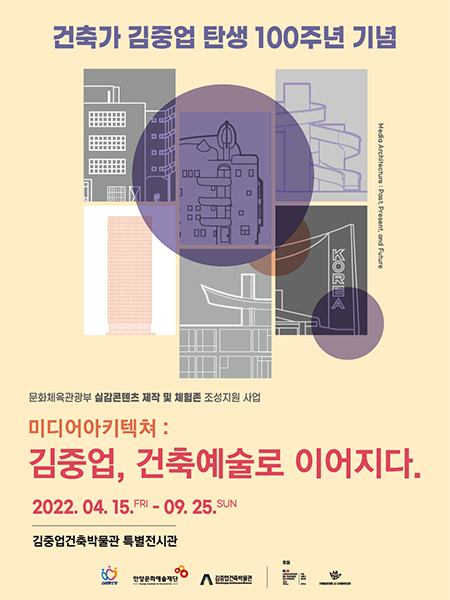 건축가 김중업 탄생 100주년 기념
Media Architecture : Past, Present, and Future
KOREA
문화체육관광부 실감콘텐츠 제작 및 체험존 조성지원 사업
미디어아키텍쳐 :
김중업, 건축예술로 이어지다.
2022. 04. 15.FRI - 09. 25.SUN
김중업건축박물관 특별전시관
후원
안양문화예술재단
김중업건축박물관